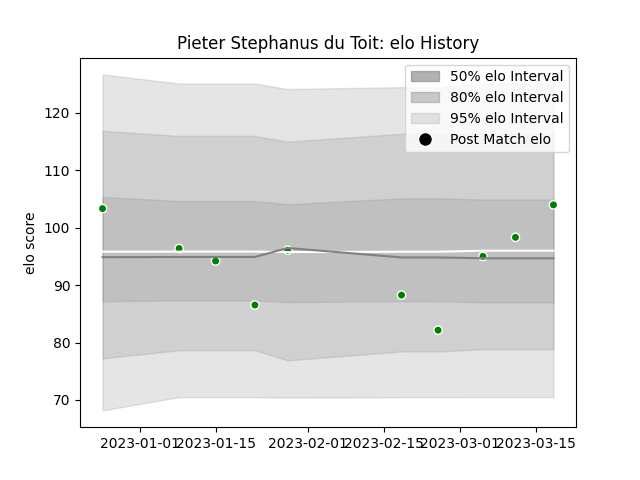 Pieter Stephanus du Toit: elo History
50% elo Interval
80% elo Interval
95% elo Interval
Post Match elo
elo score
120
110
100
90
80
70
2023-01-01
2023-01-15
2023-02-01
2023-02-15
2023-03-01
2023-03-15